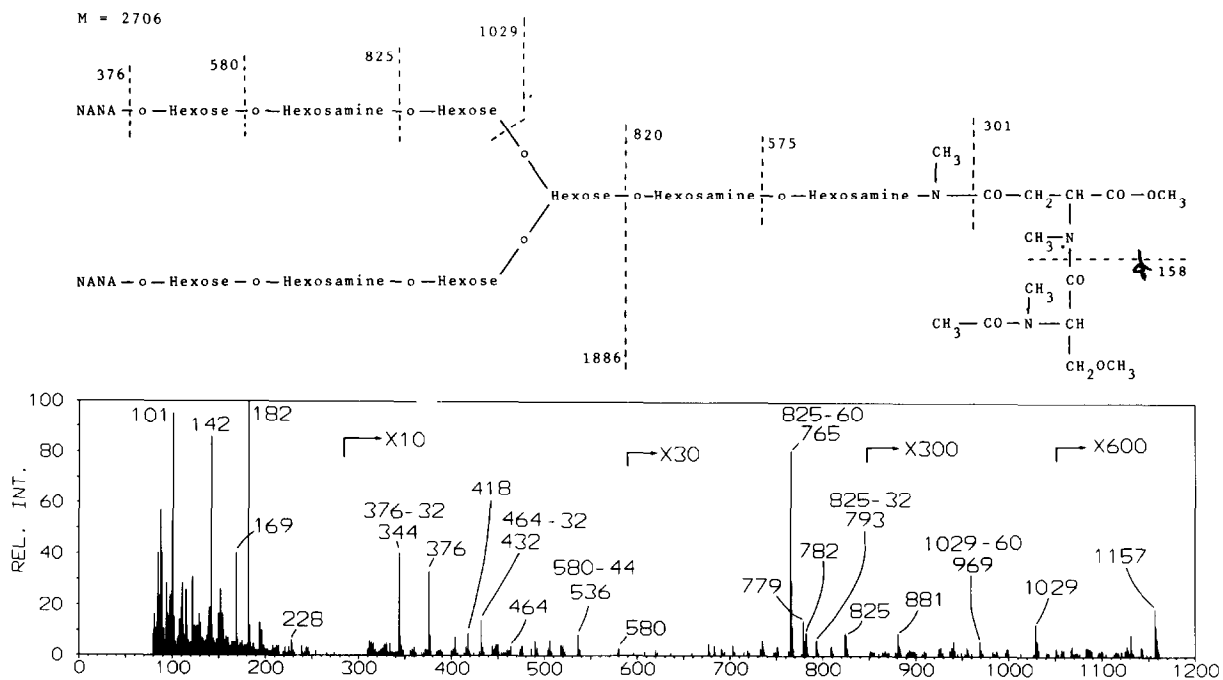 M = 2706
1029
376
580
825
NANA — o — Hexose — o — Hexosamine — o — Hexose
820
575
301
o
CH3
Hexose — o — Hexosamine — o — Hexosamine — N — CO — CH2 — CH — CO — OCH3
o
CH3 — N
158
NANA — o — Hexose — o — Hexosamine — o — Hexose
CO
CH3
CH3 — CO — N — CH
CH2OCH3
1886
REL. INT.
100
80
60
40
20
0
101
142
182
169
228
X10
376-32
344
376
418
464-32
432
464
580-44
536
580
X30
825-60
765
779
782
825-32
793
825
X300
881
1029-60
969
1029
X600
1157
0 100 200 300 400 500 600 700 800 900 1000 1100 1200